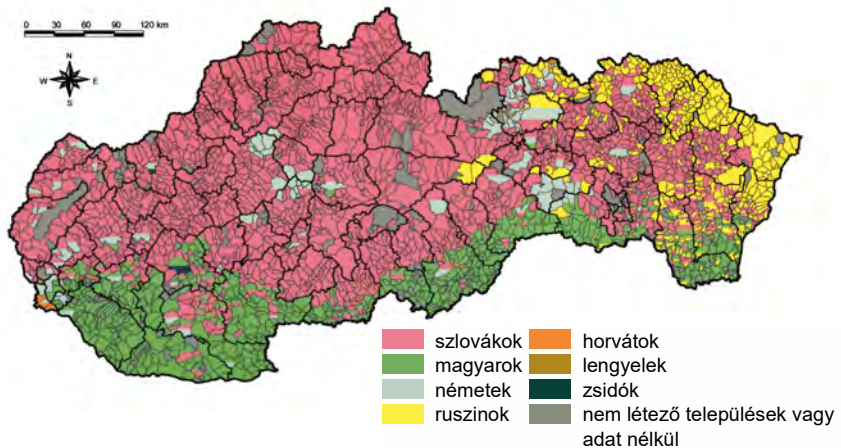 0 30 60 90 120 km
N
W E
S
szlovákok
magyarok
németek
ruszinok
horvátok
lengyelek
zsidók
nem létező települések vagy
adat nélkül